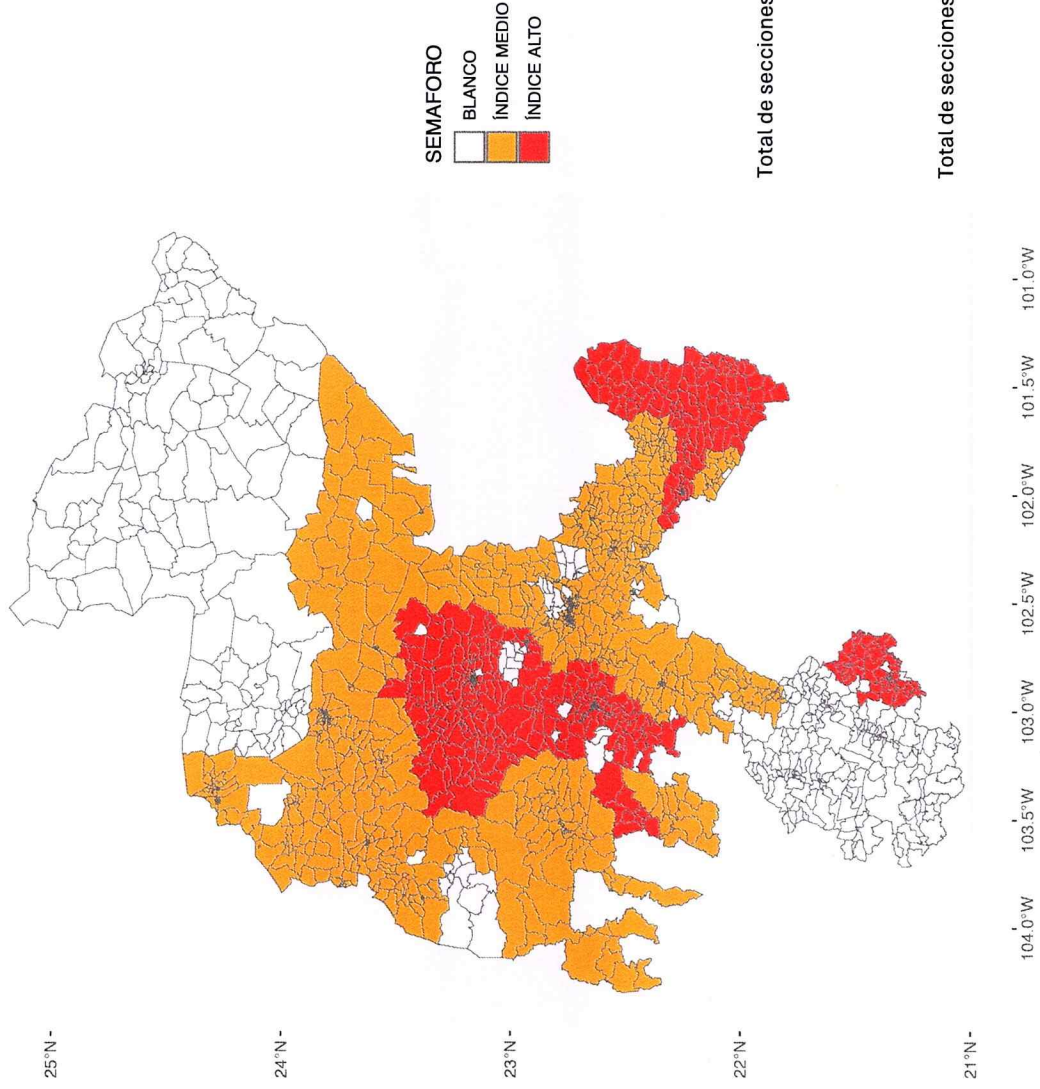 SEMAFORO
BLANCO
ÍNDICE MEDIO
ÍNDICE ALTO
Total de secciones
Total de secciones
25°N
24°N
23°N
22°N
21°N
104.0°W
103.5°W
103.0°W
102.5°W
102.0°W
101.5°W
101.0°W